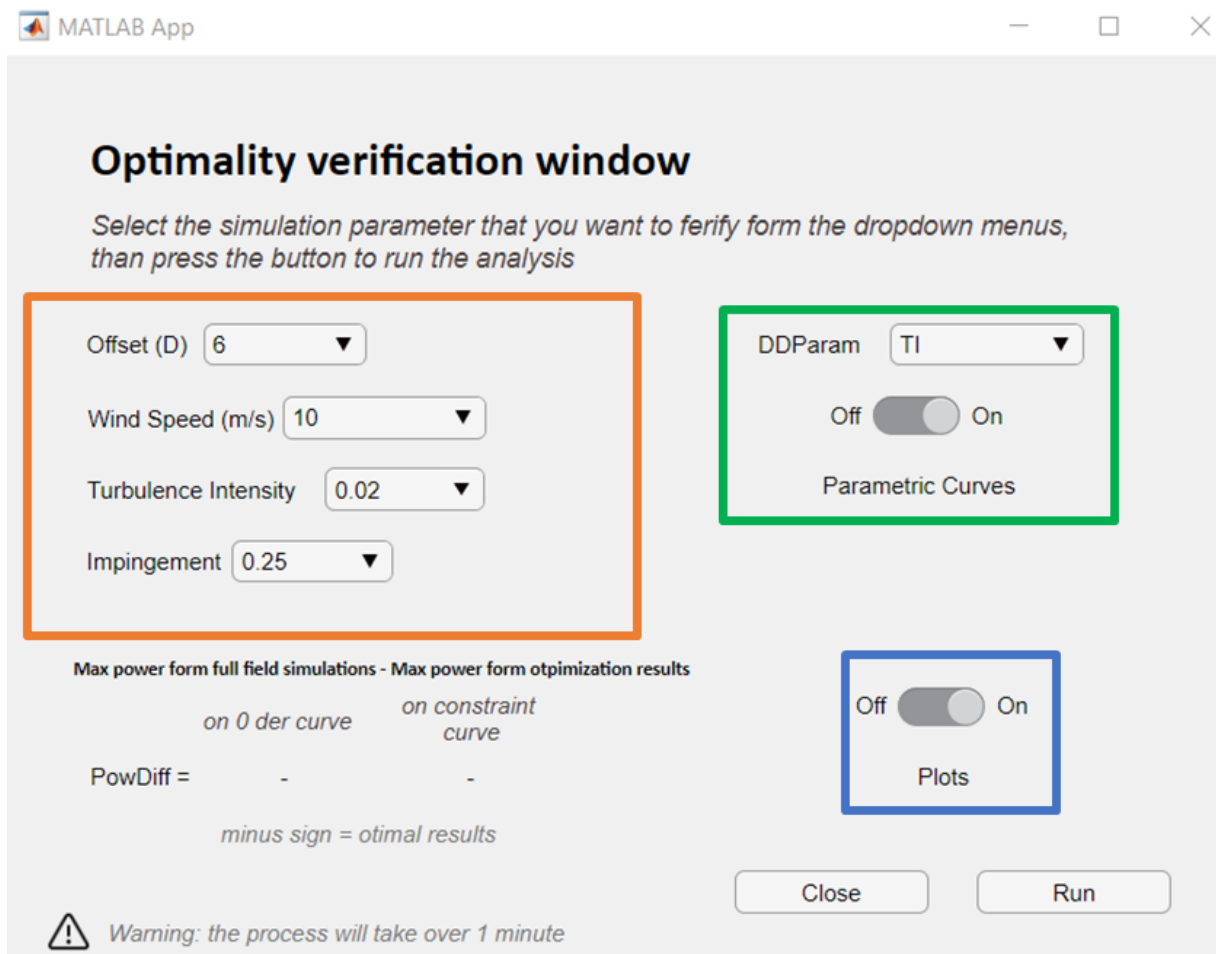 MATLAB App
Optimality verification window
Select the simulation parameter that you want to ferify form the dropdown menus,
than press the button to run the analysis
Offset (D) 6
Wind Speed (m/s) 10
Turbulence Intensity 0.02
Impingement 0.25
DDParam TI
Off On
Parametric Curves
Max power form full field simulations - Max power form otpimization results
on 0 der curve
on constraint
curve
PowDiff = - -
minus sign = otimal results
Off On
Plots
Close
Run
Warning: the process will take over 1 minute